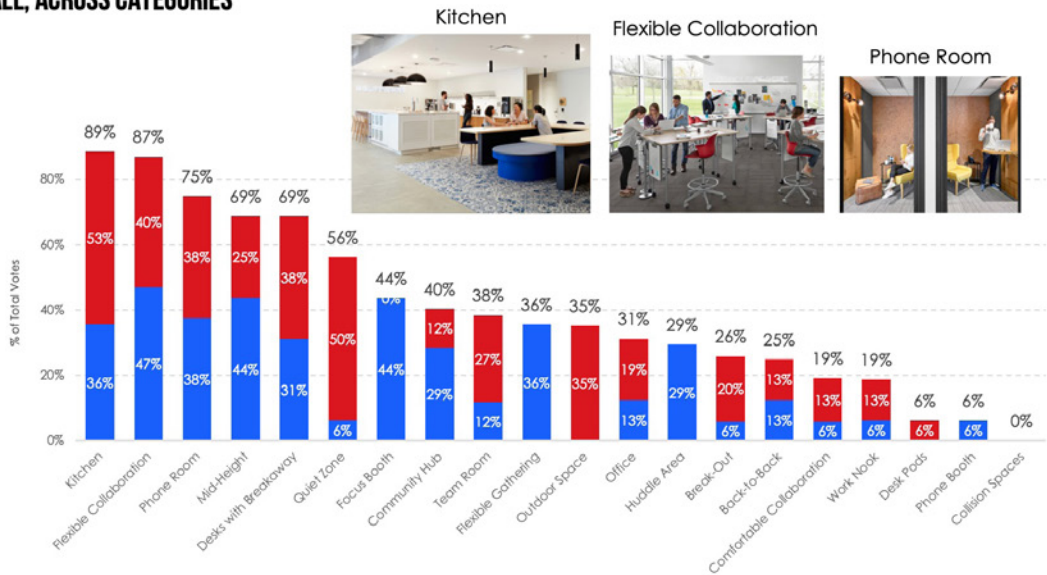 ALL, ACROSS CATEGORIES
Kitchen
Flexible Collaboration
Phone Room
% of Total Votes
80%
60%
40%
20%
0%
89%
53%
36%
87%
40%
47%
75%
38%
38%
69%
25%
44%
69%
38%
31%
56%
50%
6%
44%
0%
44%
40%
12%
29%
38%
27%
12%
36%
36%
35%
35%
31%
19%
13%
29%
29%
26%
20%
6%
25%
13%
13%
19%
13%
6%
19%
13%
6%
6%
6%
6%
6%
0%
Kitchen
Flexible Collaboration
Phone Room
Mid-Height
Desks with Breakaway
Quiet Zone
Focus Booth
Community Hub
Team Room
Flexible Gathering
Outdoor Space
Office
Huddle Area
Break-Out
Back-to-Back
Comfortable Collaboration
Work Nook
Desk Pods
Phone Booth
Collision Spaces